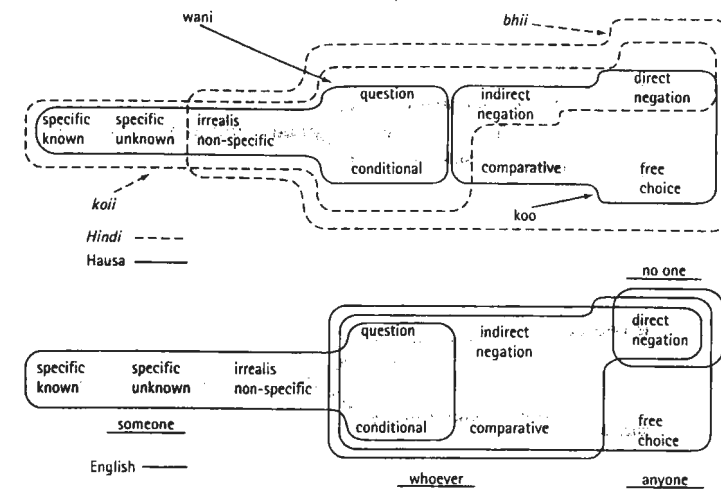 wani
bhii
question
indirect
negation
direct
negation
specific
known
specific
unknown
irrealis
non-specific
conditional
comparative
free
choice
koii
koo
Hindi
Hausa
no one
question
indirect
negation
direct
negation
specific
known
specific
unknown
irrealis
non-specific
conditional
comparative
free
choice
someone
English
whoever
anyone